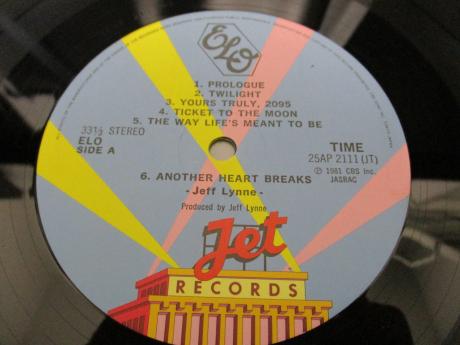 ELO
1. PROLOGUE
2. TWILIGHT
3. YOURS TRULY, 2095
4. TICKET TO THE MOON
5. THE WAY LIFE'S MEANT TO BE
33⅓ STEREO
ELO
SIDE A
TIME
25AP 2111 (JT)
℗ 1981 CBS Inc.
JASRAC
6. ANOTHER HEART BREAKS
- Jeff Lynne -
Produced by Jeff Lynne
Jet
RECORDS